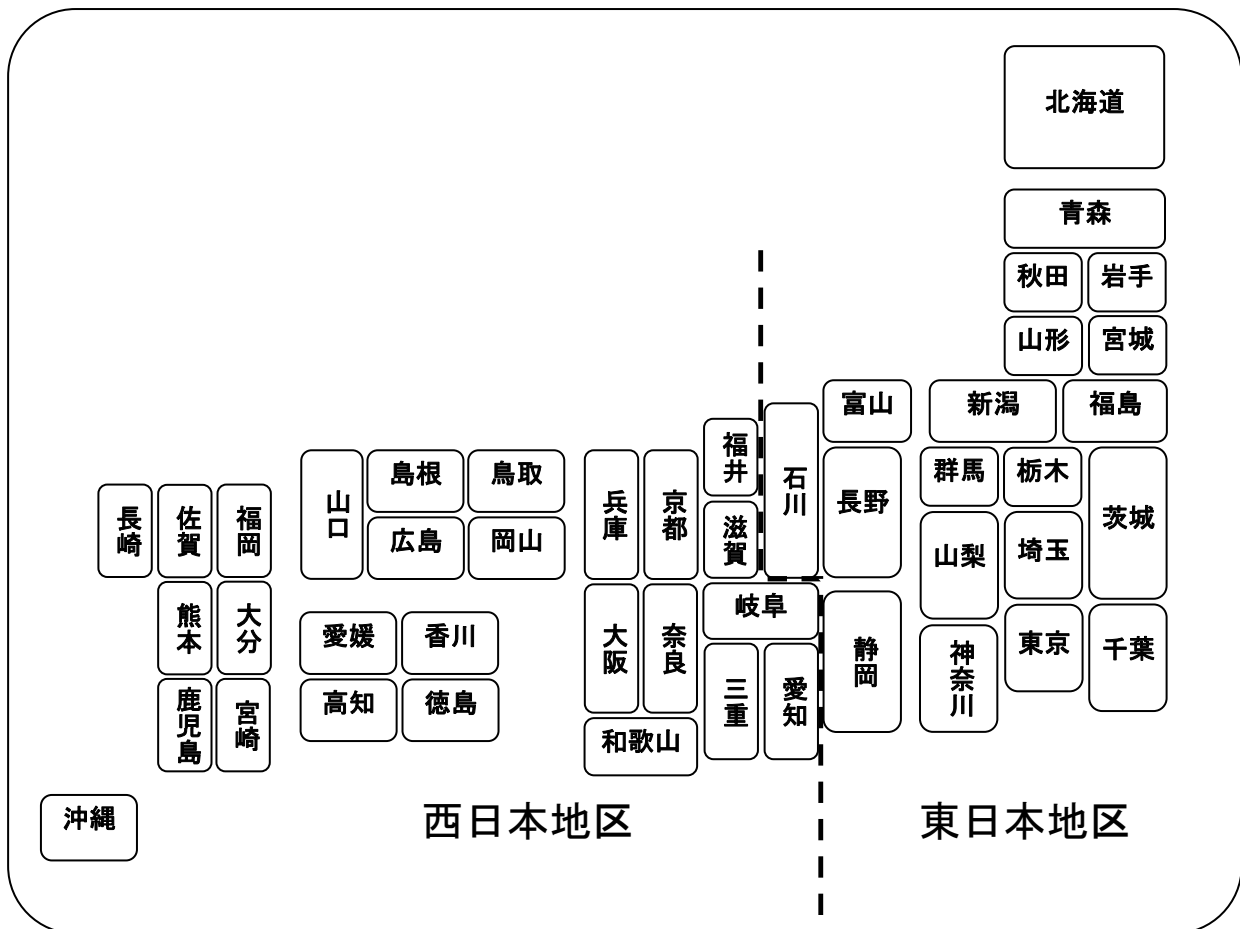 北海道
青森
秋田
岩手
山形
宮城
富山
新潟
福島
福井
石川
群馬
栃木
長野
茨城
山口
島根
鳥取
兵庫
京都
長崎
佐賀
福岡
滋賀
山梨
埼玉
広島
岡山
岐阜
熊本
大分
大阪
奈良
静岡
東京
千葉
愛媛
香川
神奈川
三重
愛知
鹿児島
宮崎
高知
徳島
和歌山
沖縄
西日本地区
東日本地区